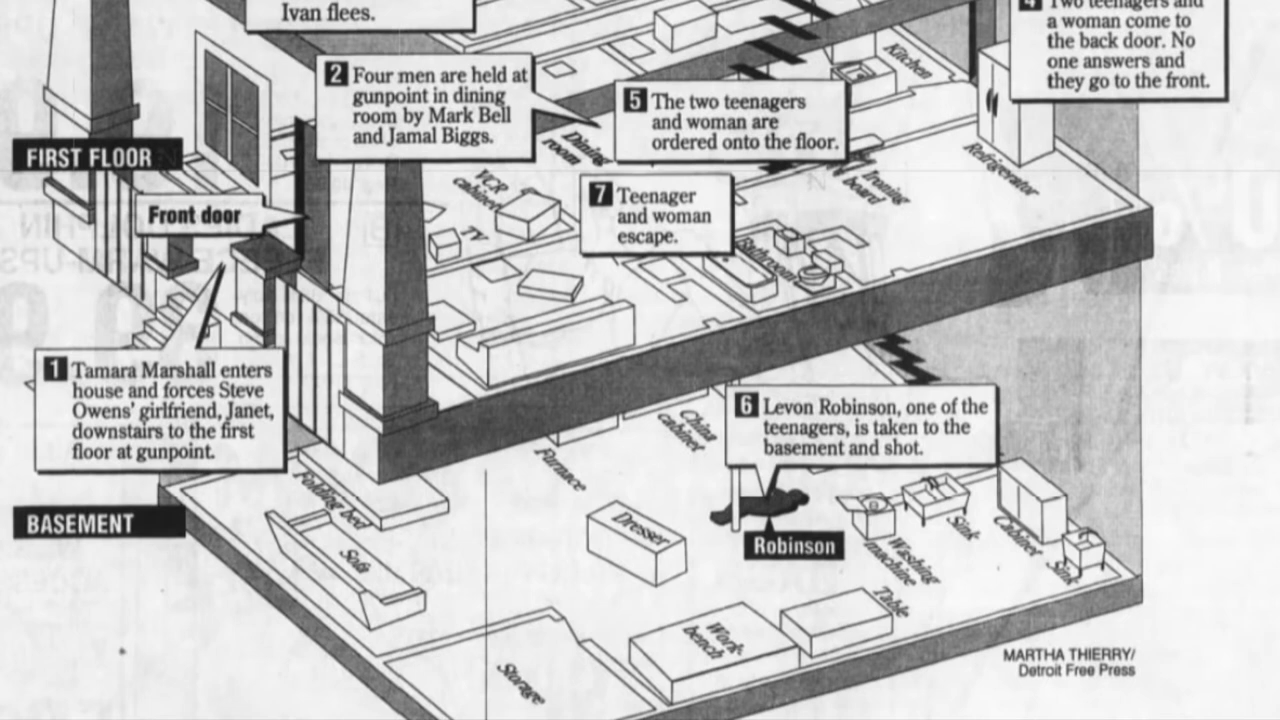 Ivan flees.
4 Two teenagers and
a woman come to
the back door. No
one answers and
they go to the front.
Kitchen
2 Four men are held at
gunpoint in dining
room by Mark Bell
and Jamal Biggs.
5 The two teenagers
and woman are
ordered onto the floor.
Dining
room
FIRST FLOOR
Ironing
board
Refrigerator
VCR
cabinet
7 Teenager
and woman
escape.
Front door
TV
Bathroom
1 Tamara Marshall enters
house and forces Steve
Owens' girlfriend, Janet,
downstairs to the first
floor at gunpoint.
6 Levon Robinson, one of the
teenagers, is taken to the
basement and shot.
China
cabinet
Furnace
BASEMENT
Folding bed
Sofa
Dresser
Robinson
Washing
machine
Sink
Cabinet
Sink
Table
Work-
bench
Storage
MARTHA THIERRY/
Detroit Free Press